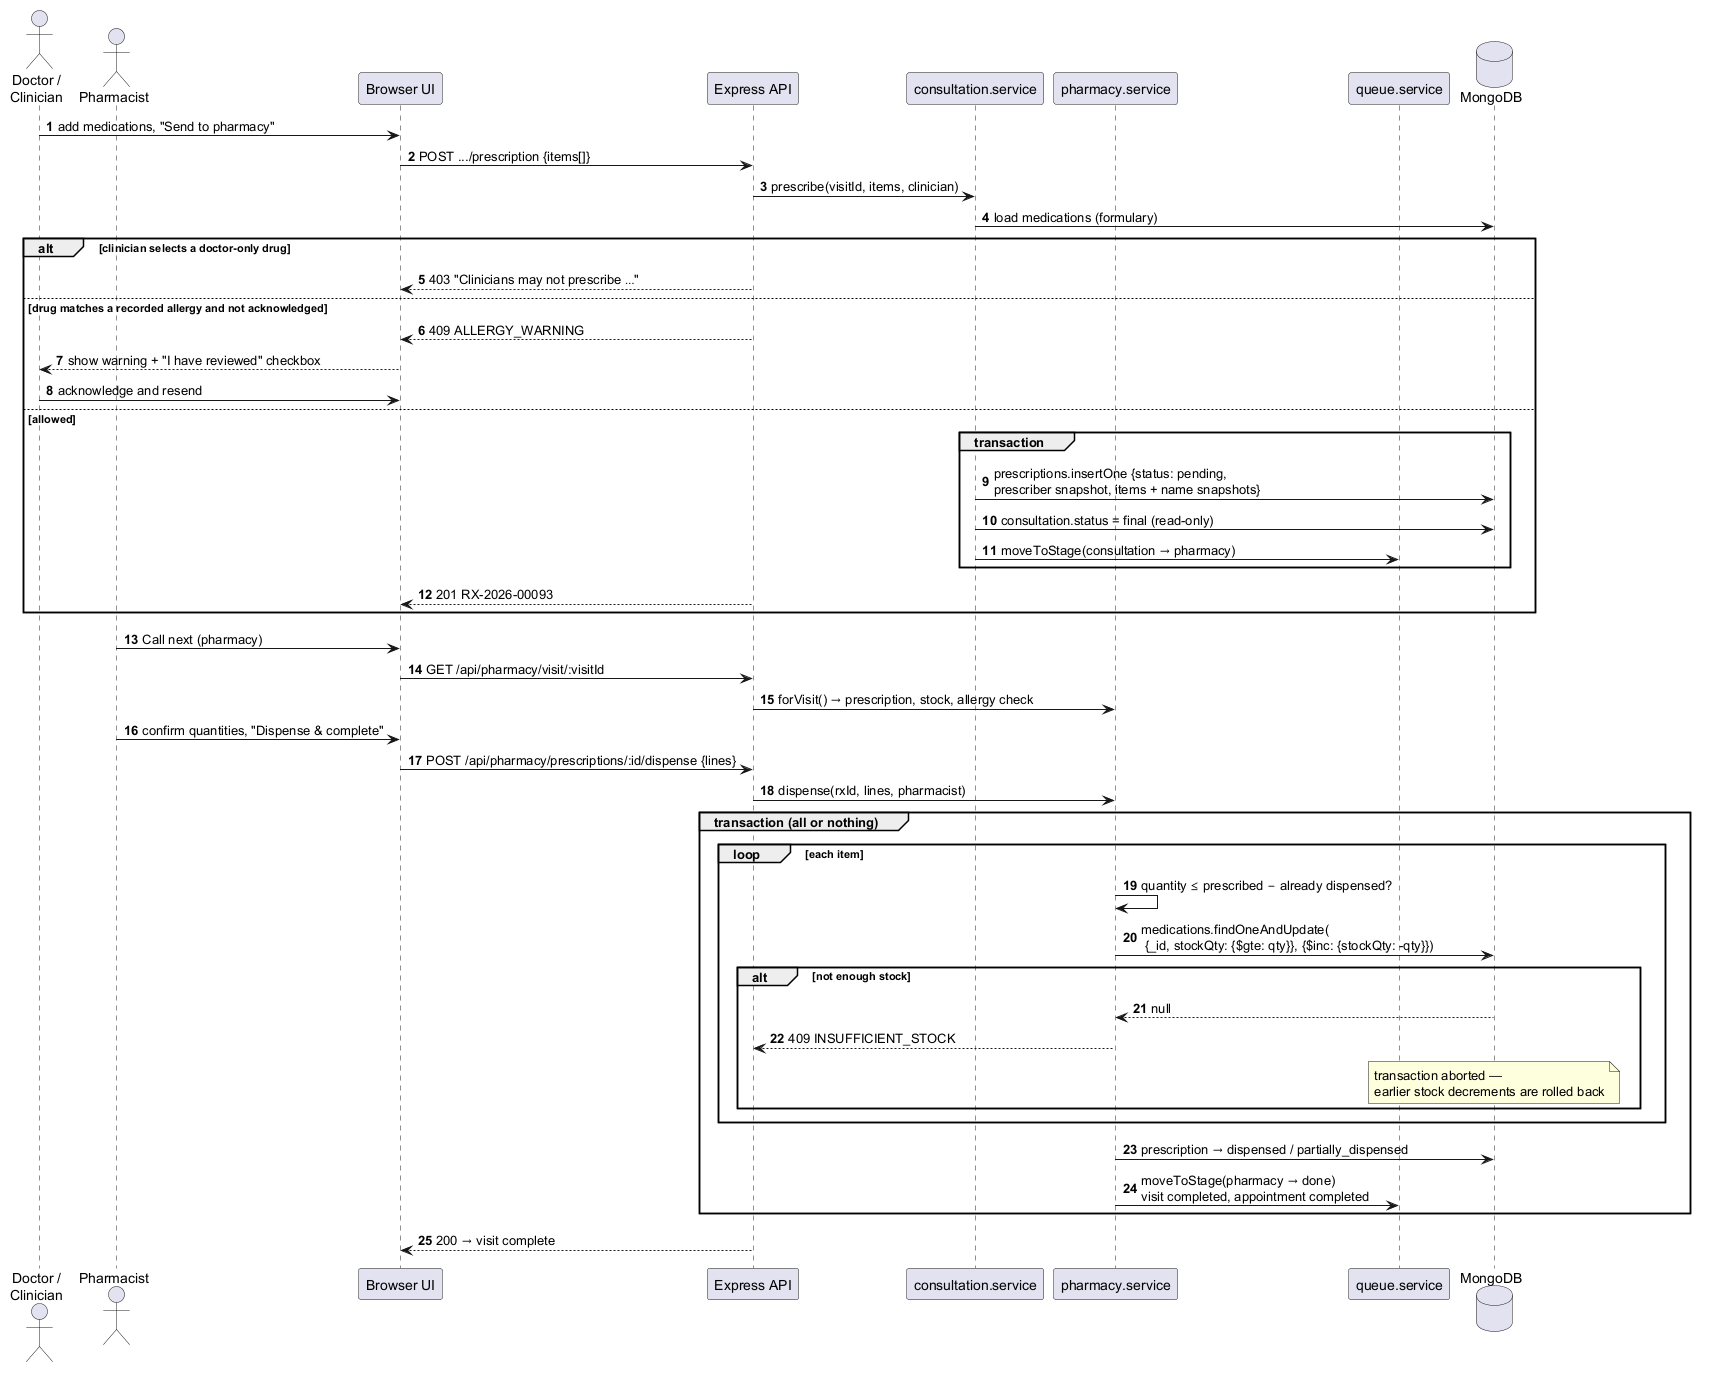 Doctor /
Clinician
Pharmacist
Browser UI
Express API
consultation.service
pharmacy.service
queue.service
MongoDB
1 add medications, "Send to pharmacy"
2 POST .../prescription {items[]}
3 prescribe(visitId, items, clinician)
4 load medications (formulary)
alt [clinician selects a doctor-only drug]
5 403 "Clinicians may not prescribe ..."
[drug matches a recorded allergy and not acknowledged]
6 409 ALLERGY_WARNING
7 show warning + "I have reviewed" checkbox
8 acknowledge and resend
[allowed]
transaction
9 prescriptions.insertOne {status: pending,
prescriber snapshot, items + name snapshots}
10 consultation.status = final (read-only)
11 moveToStage(consultation → pharmacy)
12 201 RX-2026-00093
13 Call next (pharmacy)
14 GET /api/pharmacy/visit/:visitId
15 forVisit() → prescription, stock, allergy check
16 confirm quantities, "Dispense & complete"
17 POST /api/pharmacy/prescriptions/:id/dispense {lines}
18 dispense(rxId, lines, pharmacist)
transaction (all or nothing)
loop [each item]
19 quantity ≤ prescribed − already dispensed?
20 medications.findOneAndUpdate(
{_id, stockQty: {$gte: qty}}, {$inc: {stockQty: -qty}})
alt [not enough stock]
21 null
22 409 INSUFFICIENT_STOCK
transaction aborted —
earlier stock decrements are rolled back
23 prescription → dispensed / partially_dispensed
24 moveToStage(pharmacy → done)
visit completed, appointment completed
25 200 → visit complete
Doctor /
Clinician
Pharmacist
Browser UI
Express API
consultation.service
pharmacy.service
queue.service
MongoDB